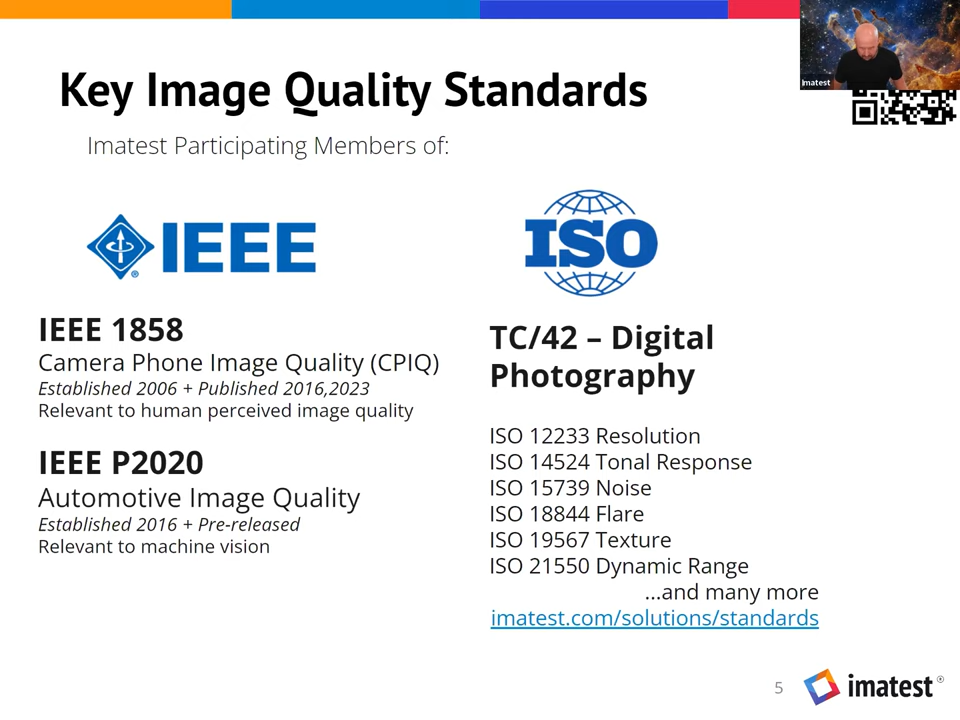 Imatest
Key Image Quality Standards
Imatest Participating Members of:
IEEE
®
IEEE 1858
Camera Phone Image Quality (CPIQ)
Established 2006 + Published 2016,2023
Relevant to human perceived image quality
IEEE P2020
Automotive Image Quality
Established 2016 + Pre-released
Relevant to machine vision
ISO
TC/42 – Digital
Photography
ISO 12233 Resolution
ISO 14524 Tonal Response
ISO 15739 Noise
ISO 18844 Flare
ISO 19567 Texture
ISO 21550 Dynamic Range
...and many more
imatest.com/solutions/standards
5
imatest®